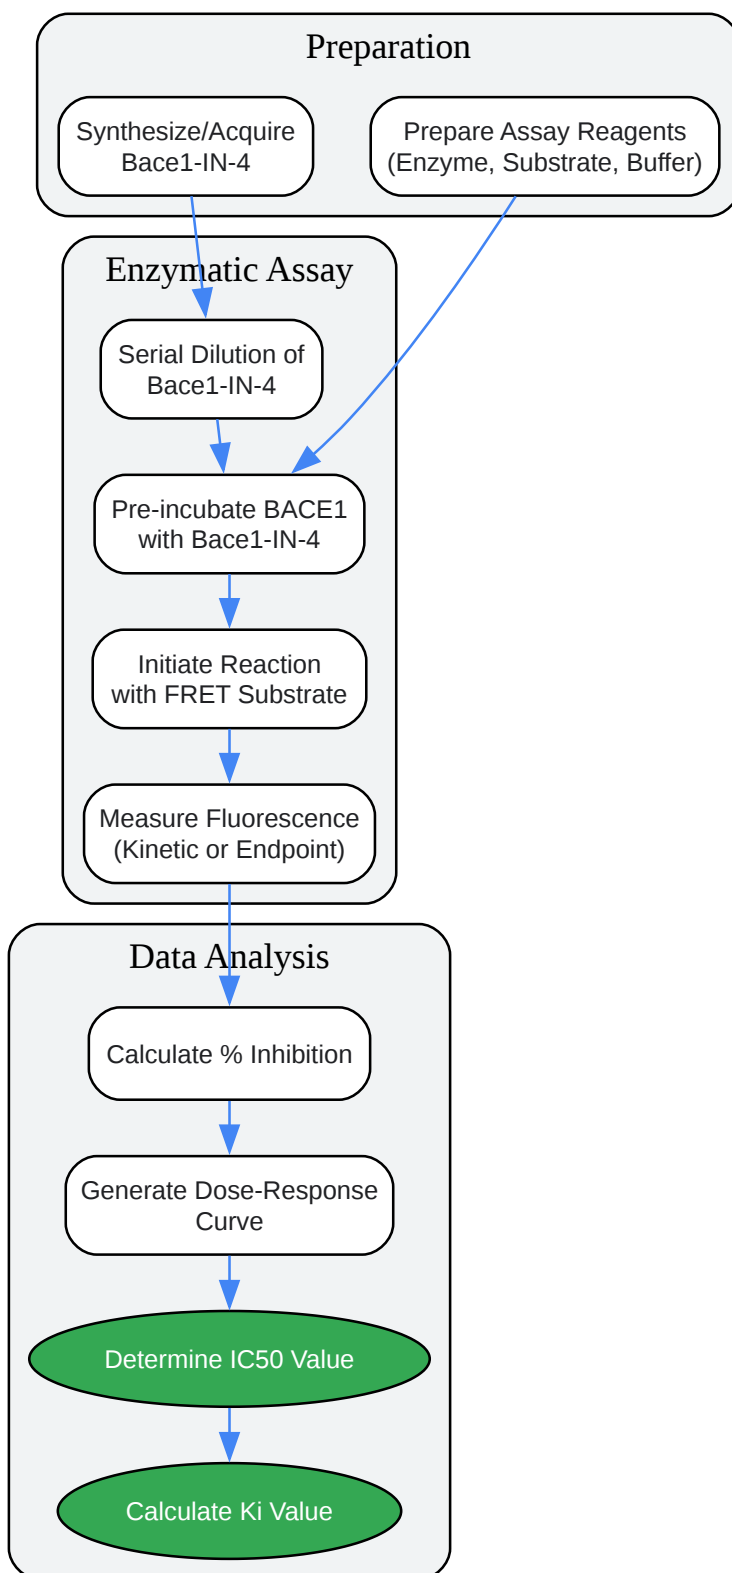 Preparation
Synthesize/Acquire
Bace1-IN-4
Prepare Assay Reagents
(Enzyme, Substrate, Buffer)
Enzymatic Assay
Serial Dilution of
Bace1-IN-4
Pre-incubate BACE1
with Bace1-IN-4
Initiate Reaction
with FRET Substrate
Measure Fluorescence
(Kinetic or Endpoint)
Data Analysis
Calculate % Inhibition
Generate Dose-Response
Curve
Determine IC50 Value
Calculate Ki Value